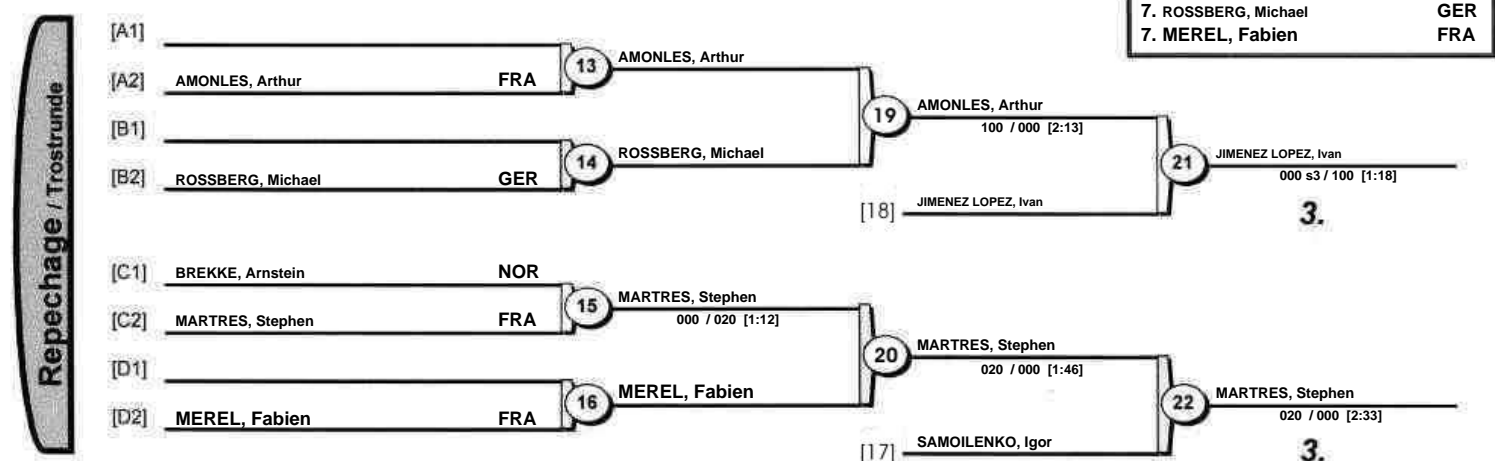 7. ROSSBERG, Michael GER
7. MEREL, Fabien FRA
Repechage / Trostrunde
[A1]
[A2] AMONLES, Arthur FRA
13 AMONLES, Arthur
[B1]
[B2] ROSSBERG, Michael GER
14 ROSSBERG, Michael
19 AMONLES, Arthur
100 / 000 [2:13]
[18] JIMENEZ LOPEZ, Ivan
21 JIMENEZ LOPEZ, Ivan
000 s3 / 100 [1:18]
3.
[C1] BREKKE, Arnstein NOR
[C2] MARTRES, Stephen FRA
15 MARTRES, Stephen
000 / 020 [1:12]
[D1]
[D2] MEREL, Fabien FRA
16 MEREL, Fabien
20 MARTRES, Stephen
020 / 000 [1:46]
[17] SAMOILENKO, Igor
22 MARTRES, Stephen
020 / 000 [2:33]
3.